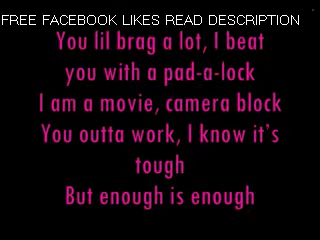 FREE FACEBOOK LIKES READ DESCRIPTION
You lil brag a lot, I beat
you with a pad-a-lock
I am a movie, camera block
You outta work, I know it's
tough
But enough is enough